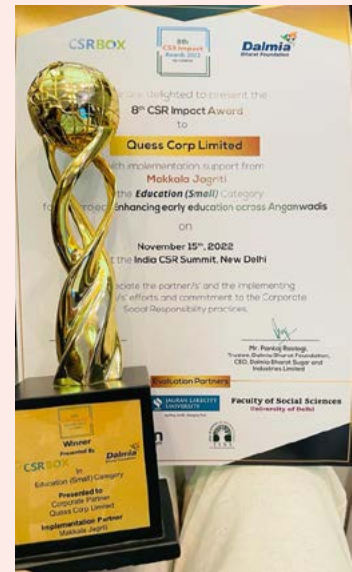 CSRBOX
8th
CSR Impact
Awards 2022
Dalmia
Bharat Foundation
are delighted to present the
8th CSR Impact Award
to
Quess Corp Limited
with implementation support from
Makkala Jagriti
the Education (Small) Category
project Enhancing early education across Anganwadis
on
November 15th, 2022
the India CSR Summit, New Delhi
the partner/s' and the implementing
efforts and commitment to the Corporate
Social Responsibility practices.
Mr. Pankaj Rastogi,
Trustee, Dalmia Bharat Foundation,
CEO, Dalmia Bharat Sugar and
Industries Limited
Evaluation Partners
JAGRAN LAKECITY
UNIVERSITY
Faculty of Social Sciences
University of Delhi
Winner
Presented By
CSRBOX
Dalmia
In
Education (Small) Category
Presented to
Corporate Partner
Quess Corp Limited
Implementation Partner
Makkala Jagriti